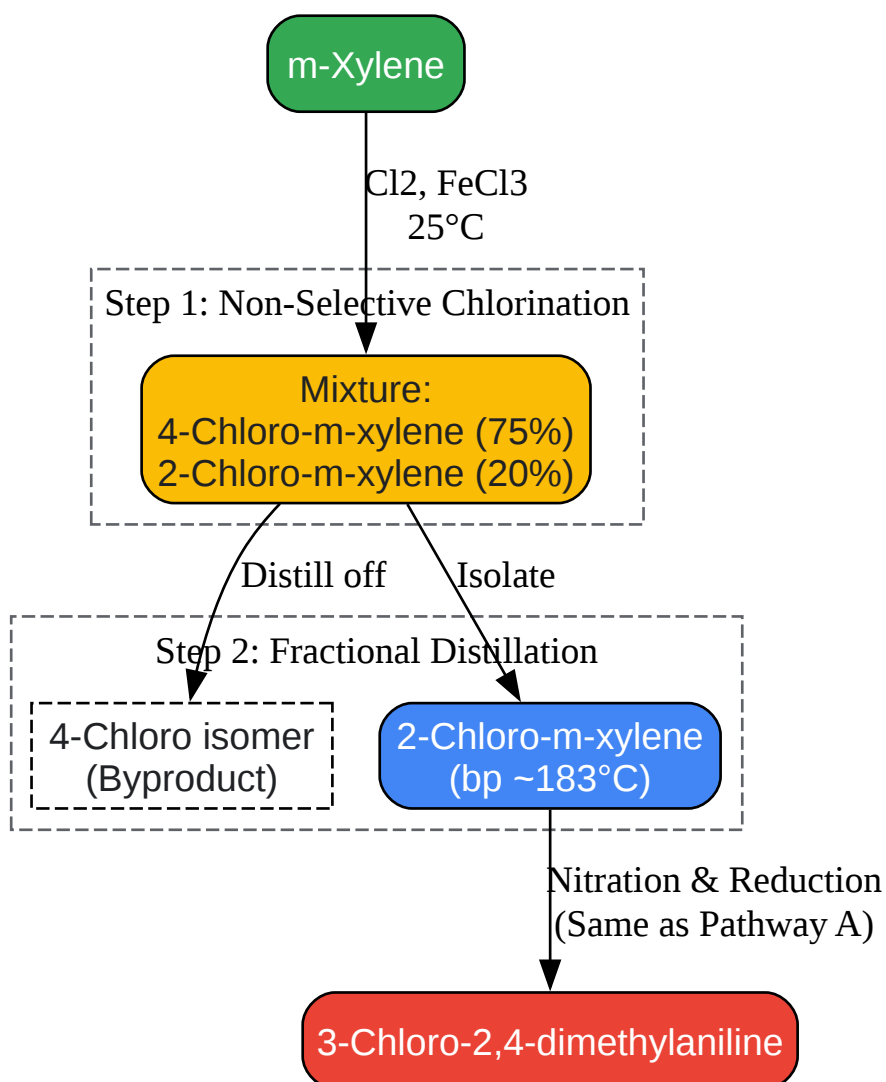 m-Xylene
Cl2, FeCl3
25°C
Step 1: Non-Selective Chlorination
Mixture:
4-Chloro-m-xylene (75%)
2-Chloro-m-xylene (20%)
Distill off
Isolate
Step 2: Fractional Distillation
4-Chloro isomer
(Byproduct)
2-Chloro-m-xylene
(bp ~183°C)
Nitration & Reduction
(Same as Pathway A)
3-Chloro-2,4-dimethylaniline